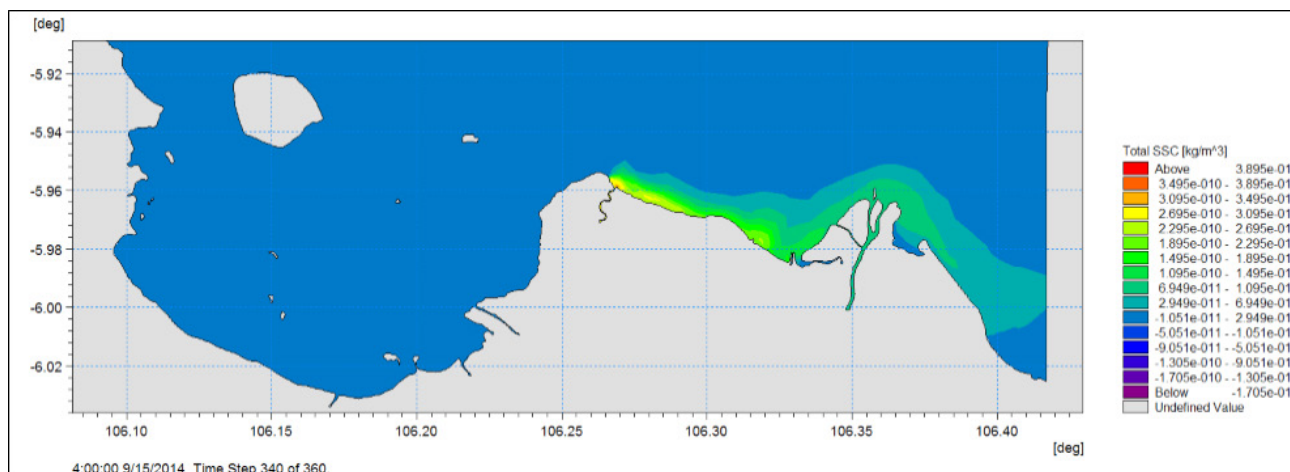 [deg]
-5.92
-5.94
-5.96
-5.98
-6.00
-6.02
106.10 106.15 106.20 106.25 106.30 106.35 106.40
[deg]
4:00:00 9/15/2014 Time Step 340 of 360
Total SSC [kg/m^3]
Above 3.895e-01
3.495e-010 - 3.895e-01
3.095e-010 - 3.495e-01
2.695e-010 - 3.095e-01
2.295e-010 - 2.695e-01
1.895e-010 - 2.295e-01
1.495e-010 - 1.895e-01
1.095e-010 - 1.495e-01
6.949e-011 - 1.095e-01
2.949e-011 - 6.949e-01
-1.051e-011 - 2.949e-01
-5.051e-011 - -1.051e-01
-9.051e-011 - -5.051e-01
-1.305e-010 - -9.051e-01
-1.705e-010 - -1.305e-01
Below -1.705e-01
Undefined Value